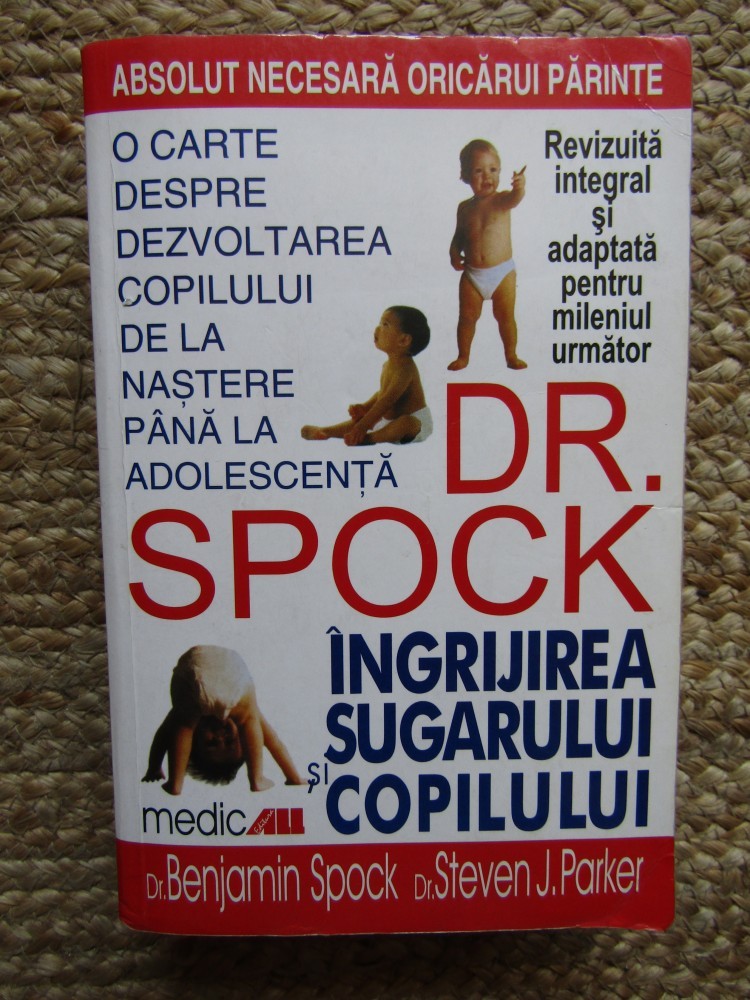 ABSOLUT NECESARĂ ORICĂRUI PĂRINTE
O CARTE
DESPRE
DEZVOLTAREA
COPILULUI
DE LA
NAȘTERE
PÂNĂ LA
ADOLESCENȚĂ
Revizuită
integral
şi
adaptată
pentru
mileniul
următor
DR.
SPOCK
ÎNGRIJIREA
SUGARULUI
ȘI COPILULUI
medic ALL
Dr. Benjamin Spock Dr. Steven J. Parker